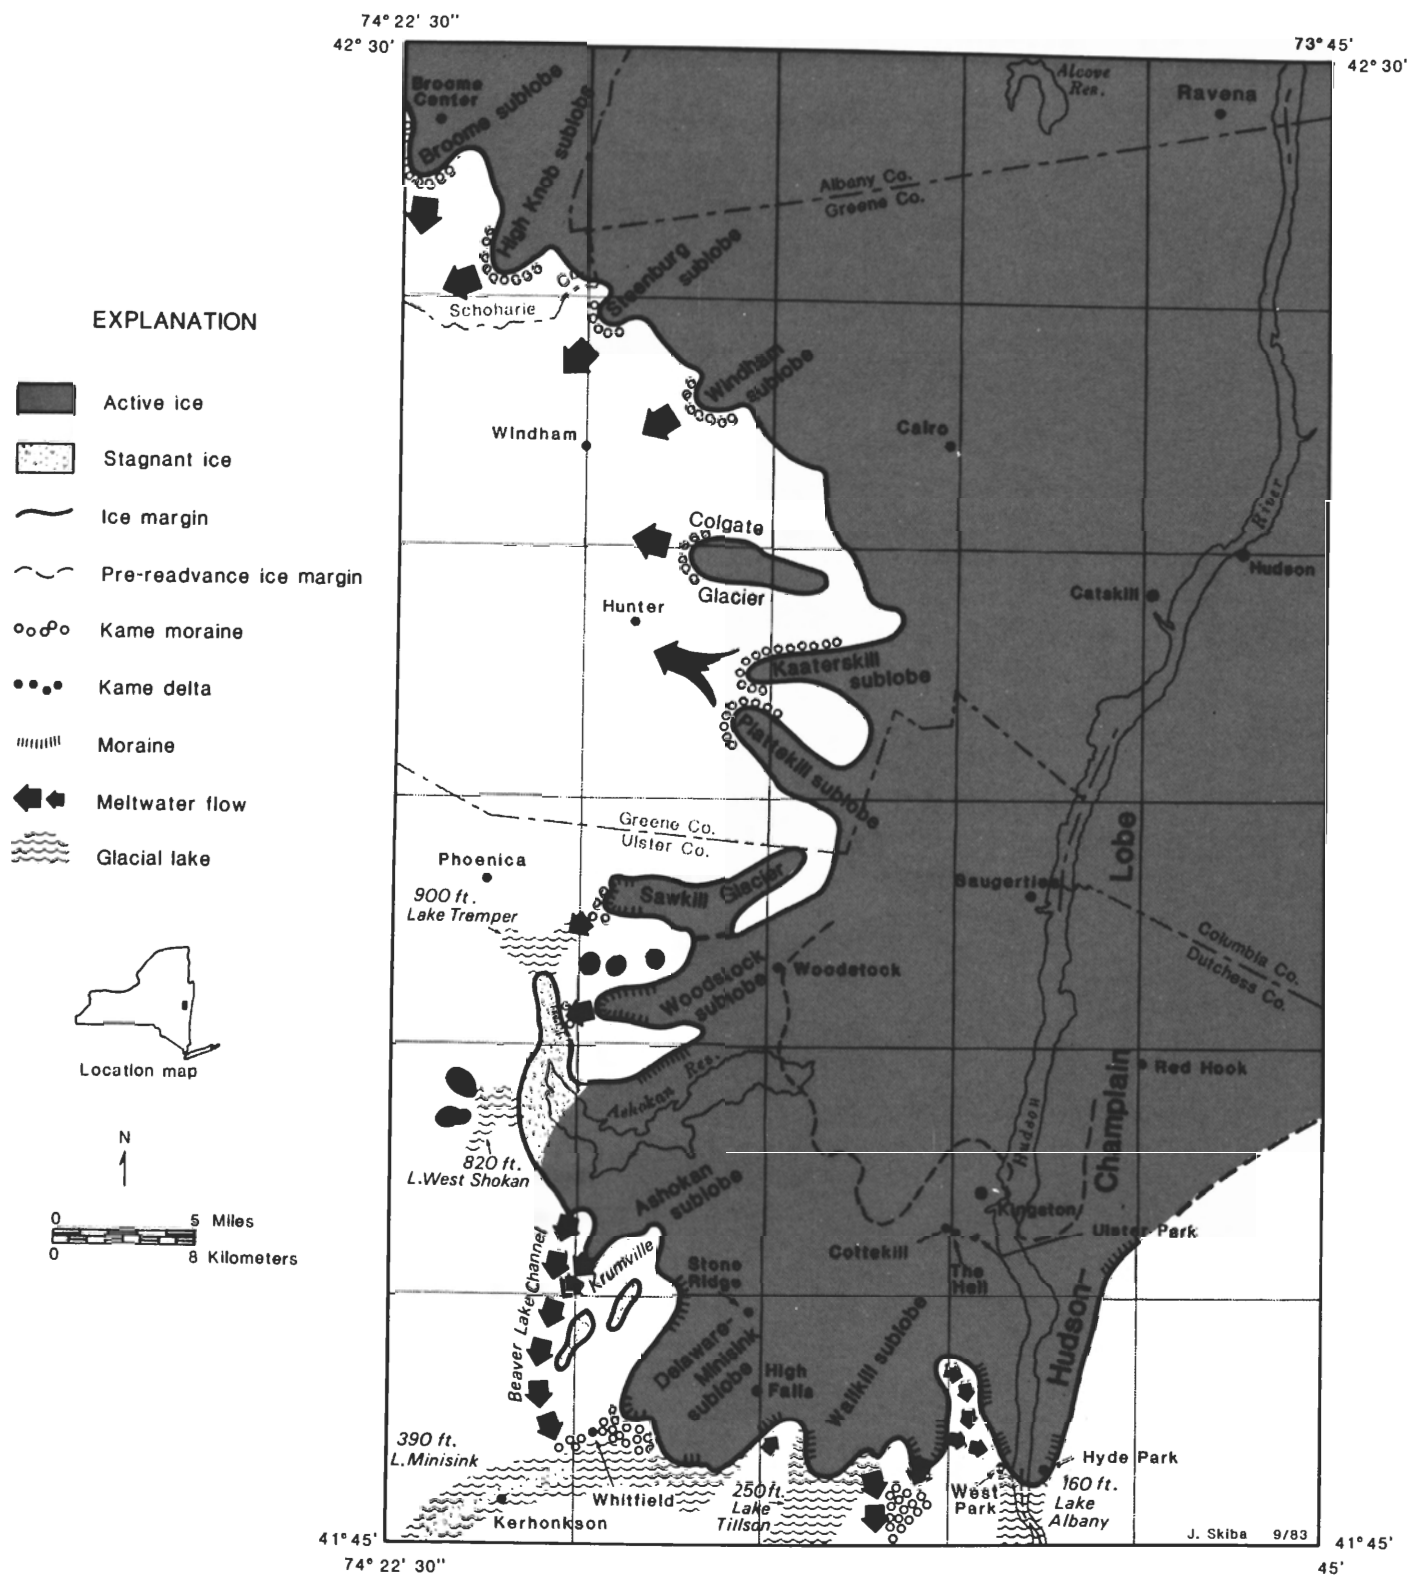 74° 22' 30"
42° 30'
73° 45'
42° 30'
Broome
Center
Broome sublobe
High Knob sublobe
Alcove
Res.
Ravena
Albany Co.
Greene Co.
Steenburg
sublobe
Schoharie
Windham
sublobe
Windham
Cairo
EXPLANATION
Active ice
Stagnant ice
Ice margin
Pre-readvance ice margin
Kame moraine
Kame delta
Moraine
Meltwater flow
Glacial lake
River
Colgate
Glacier
Hudson
Catskill
Hunter
Kaaterskill
sublobe
Plattekill sublobe
Greene Co.
Ulster Co.
Phoenica
900 ft.
Lake Tremper
Sawkill Glacier
Saugerties
Lobe
Columbia Co.
Dutchess Co.
Woodstock
sublobe
Woodstock
Location map
Ashokan Res.
Red Hook
Champlain
Hudson
N
820 ft.
L. West Shokan
Ashokan
sublobe
Kingston
0 5 Miles
0 8 Kilometers
Ulster Park
Cottekill
The
Hell
Beaver Lake Channel
Krumville
Stone
Ridge
Hudson-
Delaware-
Minisink
sublobe
High
Falls
Wallkill sublobe
390 ft.
L. Minisink
Hyde Park
Whitfield
Kerhonkson
250 ft.
Lake
Tillson
West
Park
160 ft.
Lake
Albany
J. Skiba 9/83
41° 45'
74° 22' 30"
41° 45'
45'